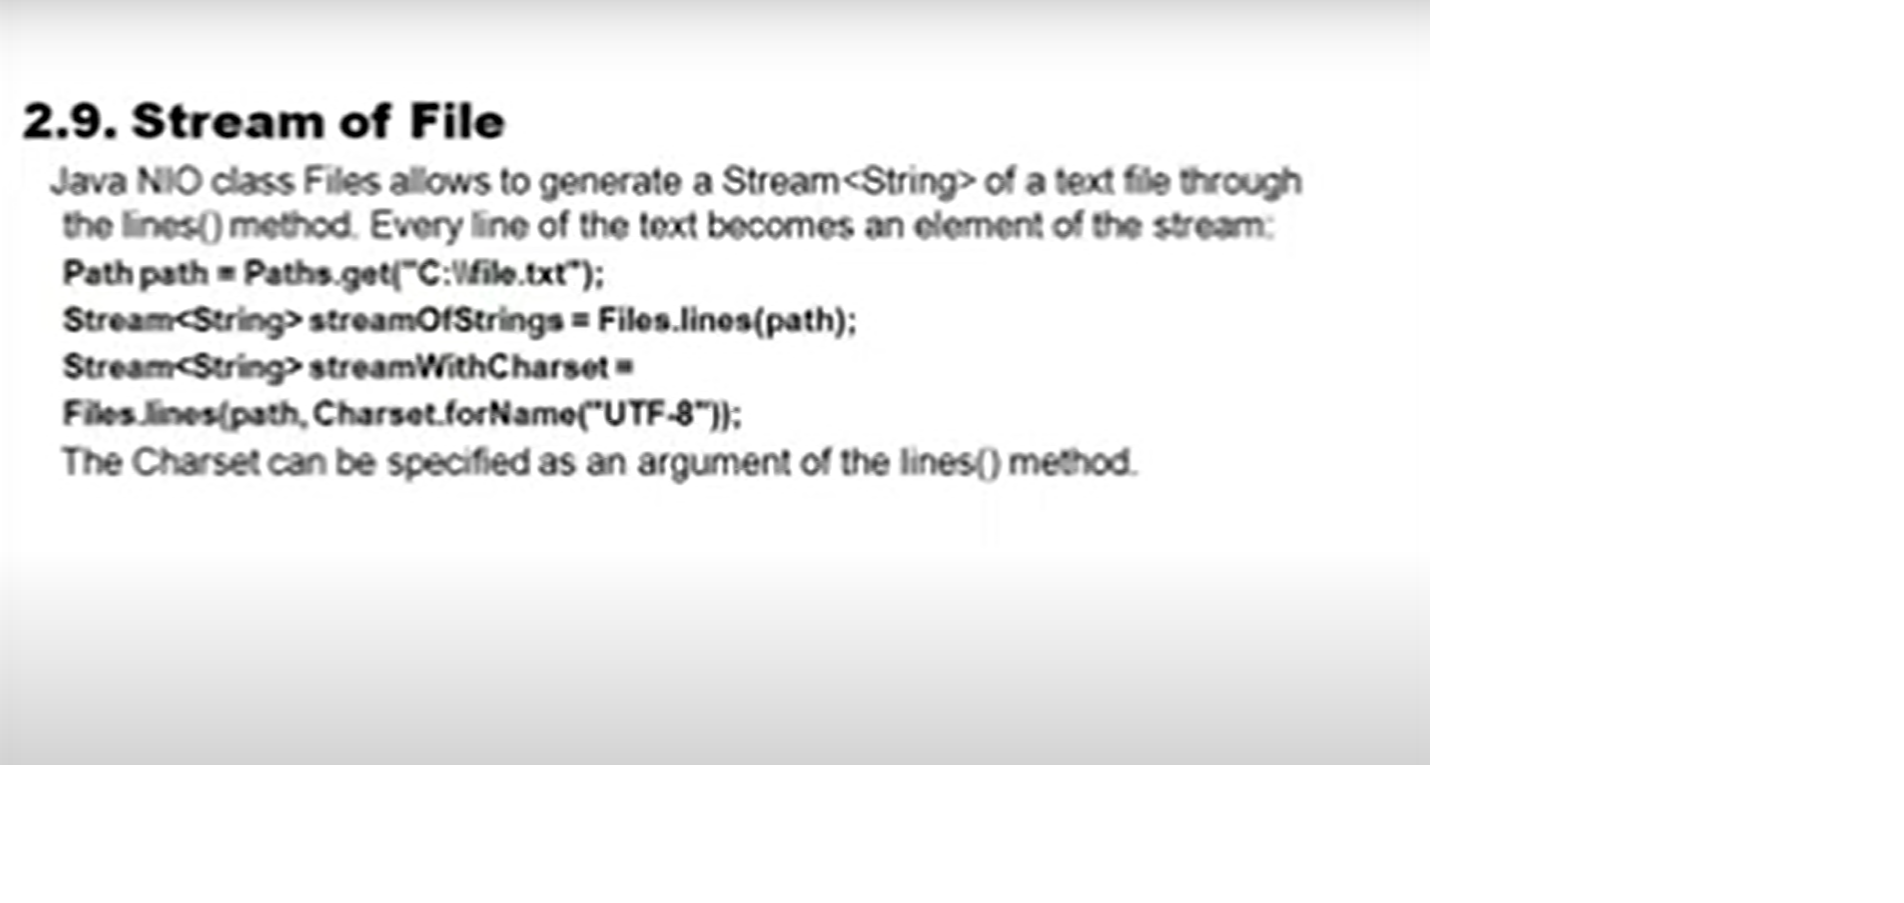 2.9. Stream of File
Java NIO class Files allows to generate a Stream<String> of a text file through
the lines() method. Every line of the text becomes an element of the stream:
Path path = Paths.get("C:\\file.txt");
Stream<String> streamOfStrings = Files.lines(path);
Stream<String> streamWithCharset =
Files.lines(path, Charset.forName("UTF-8"));
The Charset can be specified as an argument of the lines() method.